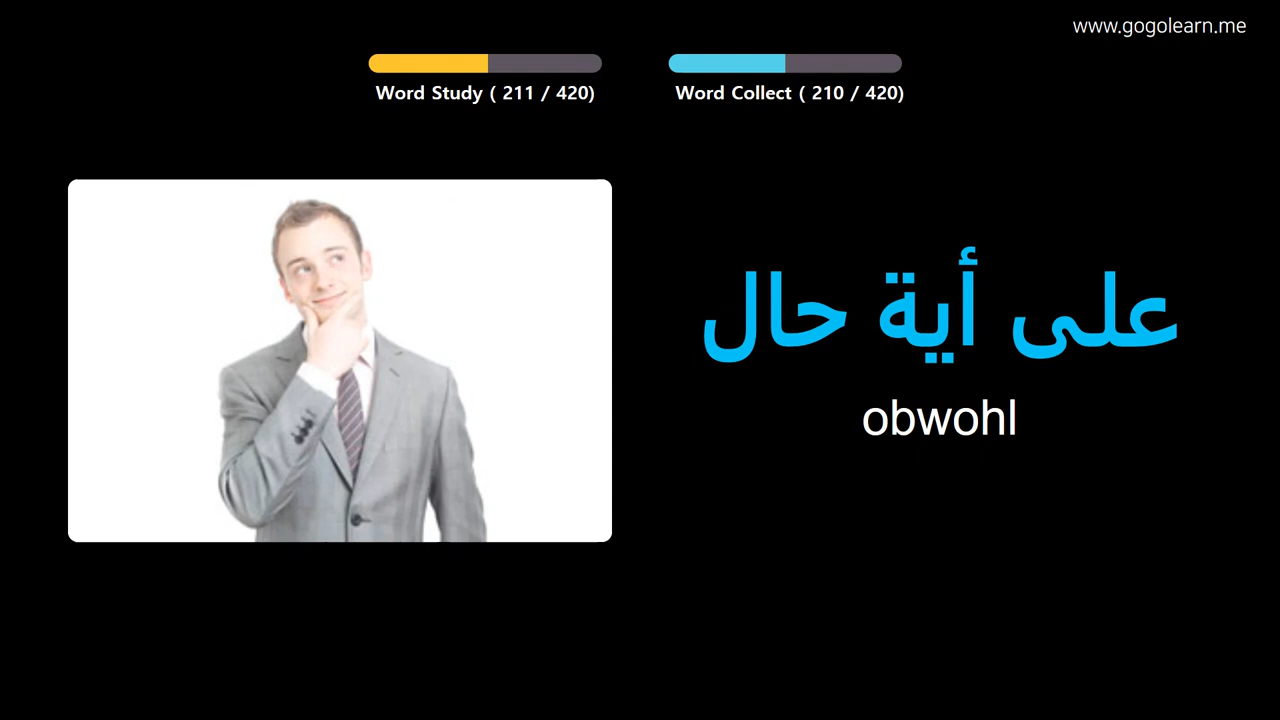 www.gogolearn.me
Word Study ( 211 / 420)
Word Collect ( 210 / 420)
على أية حال
obwohl